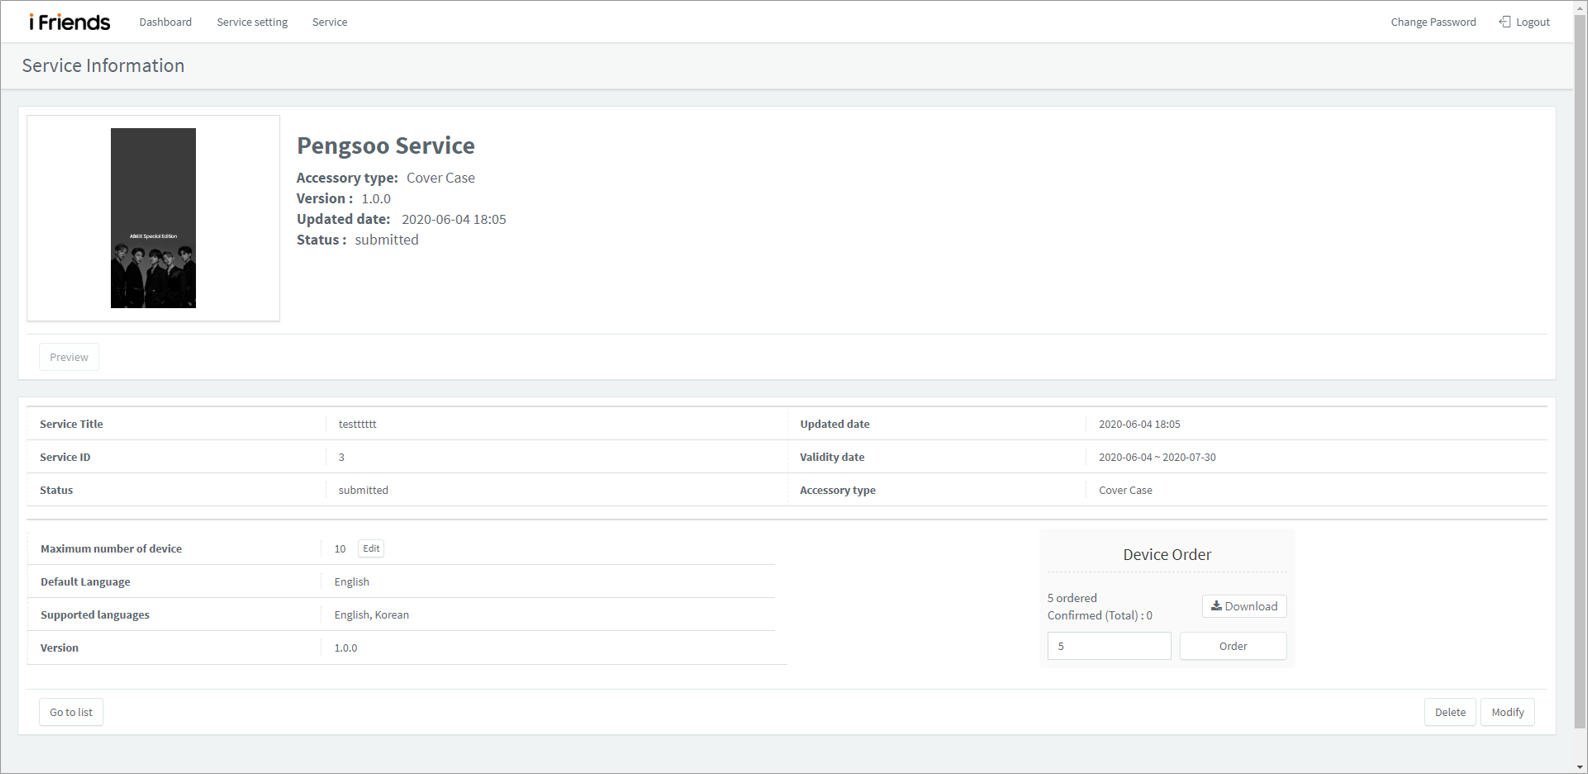 i Friends
Dashboard
Service setting
Service
Change Password
Logout
Service Information
Special Edition
Pengsoo Service
Accessory type: Cover Case
Version : 1.0.0
Updated date: 2020-06-04 18:05
Status : submitted
Preview
Service Title testttttt Updated date 2020-06-04 18:05
Service ID 3 Validity date 2020-06-04 ~ 2020-07-30
Status submitted Accessory type Cover Case
Maximum number of device 10 Edit
Default Language English
Supported languages English, Korean
Version 1.0.0
Device Order
5 ordered
Confirmed (Total) : 0
Download
5
Order
Go to list
Delete
Modify